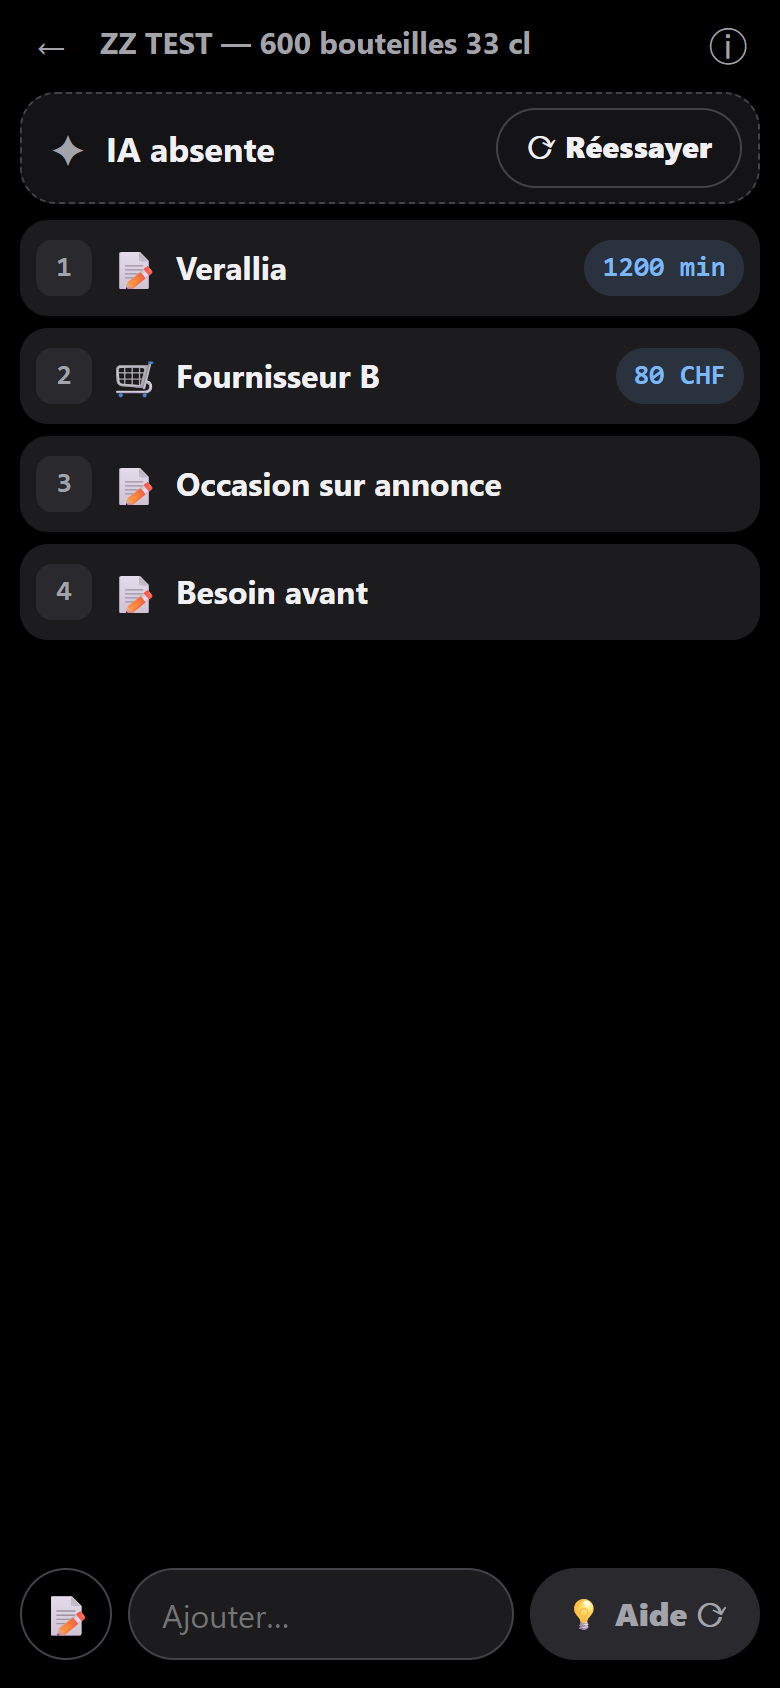 ← ZZ TEST — 600 bouteilles 33 cl ⓘ
✦ IA absente ⟳ Réessayer
1 Verallia 1200 min
2 Fournisseur B 80 CHF
3 Occasion sur annonce
4 Besoin avant
Ajouter... Aide ⟳